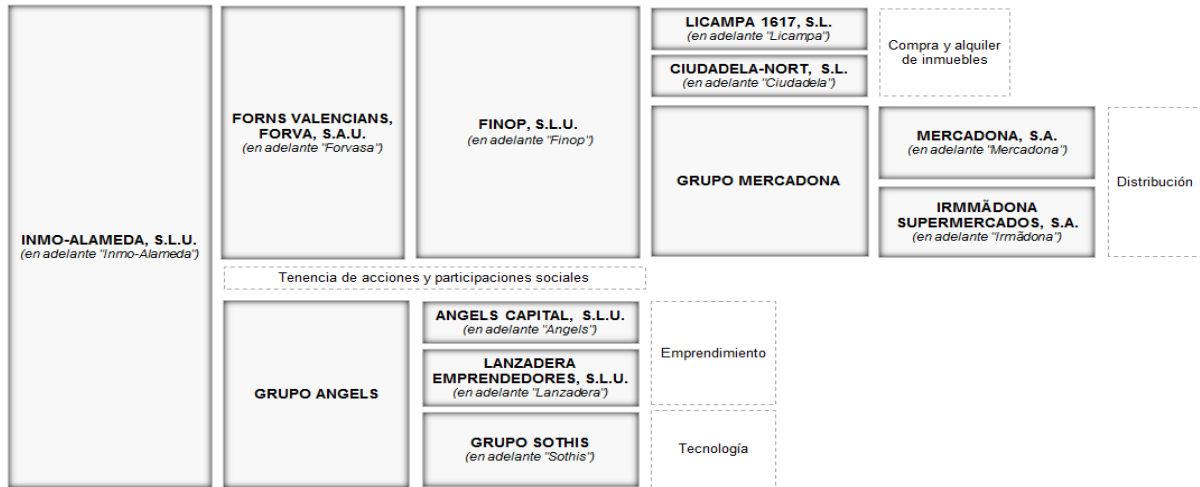 INMO-ALAMEDA, S.L.U.
(en adelante "Inmo-Alameda")
FORNS VALENCIANS,
FORVA, S.A.U.
(en adelante "Forvasa")
FINOP, S.L.U.
(en adelante "Finop")
LICAMPA 1617, S.L.
(en adelante "Licampa")
CIUDADELA-NORT, S.L.
(en adelante "Ciudadela")
Compra y alquiler
de inmuebles
GRUPO MERCADONA
MERCADONA, S.A.
(en adelante "Mercadona")
IRMMÄDONA
SUPERMERCADOS, S.A.
(en adelante "Irmãdona")
Distribución
Tenencia de acciones y participaciones sociales
GRUPO ANGELS
ANGELS CAPITAL, S.L.U.
(en adelante "Angels")
LANZADERA
EMPRENDEDORES, S.L.U.
(en adelante "Lanzadera")
Emprendimiento
GRUPO SOTHIS
(en adelante "Sothis")
Tecnología